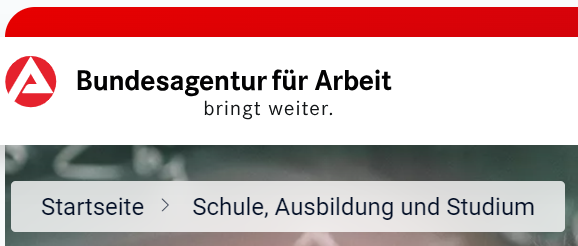 Bundesagentur für Arbeit
bringt weiter.
Startseite > Schule, Ausbildung und Studium